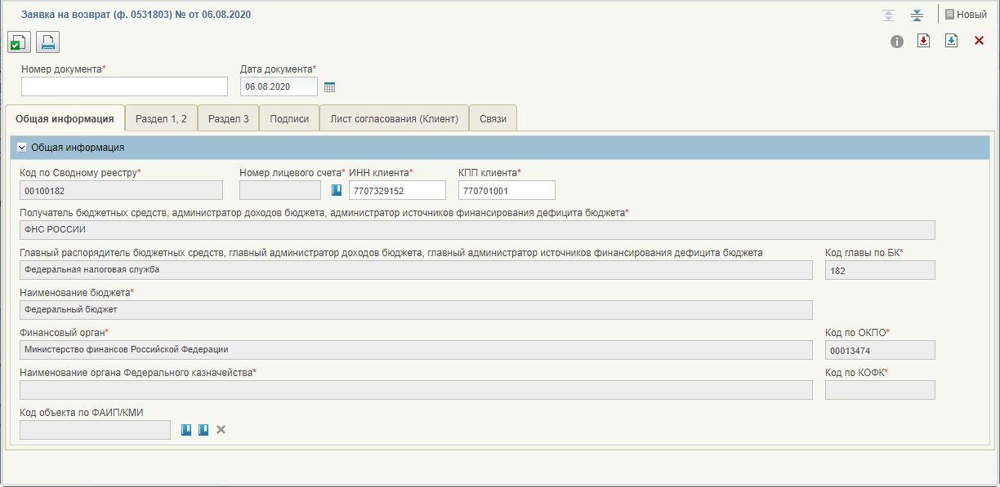 Заявка на возврат (ф. 0531803) № от 06.08.2020
Новый
Номер документа* Дата документа*
06.08.2020
Общая информация Раздел 1, 2 Раздел 3 Подписи Лист согласования (Клиент) Связи
Общая информация
Код по Сводному реестру* Номер лицевого счета* ИНН клиента* КПП клиента*
00100182 7707329152 770701001
Получатель бюджетных средств, администратор доходов бюджета, администратор источников финансирования дефицита бюджета*
ФНС РОССИИ
Главный распорядитель бюджетных средств, главный администратор доходов бюджета, главный администратор источников финансирования дефицита бюджета Код главы по БК*
Федеральная налоговая служба 182
Наименование бюджета*
Федеральный бюджет
Финансовый орган* Код по ОКПО*
Министерство финансов Российской Федерации 00013474
Наименование органа Федерального казначейства* Код по КОФК*
Код объекта по ФАИП/КМИ